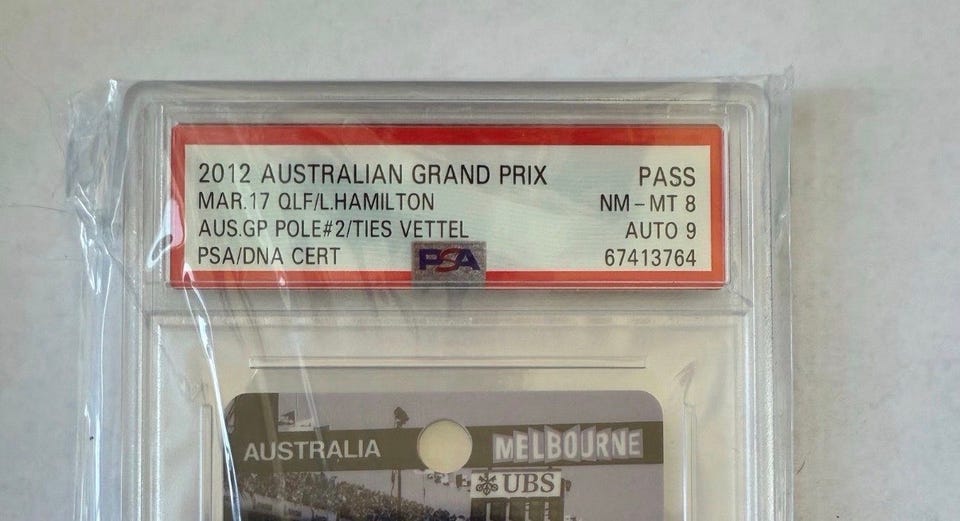 2012 AUSTRALIAN GRAND PRIX PASS
MAR.17 QLF/L.HAMILTON NM-MT 8
AUS.GP POLE#2/TIES VETTEL AUTO 9
PSA/DNA CERT PSA 67413764
AUSTRALIA MELBOURNE
UBS